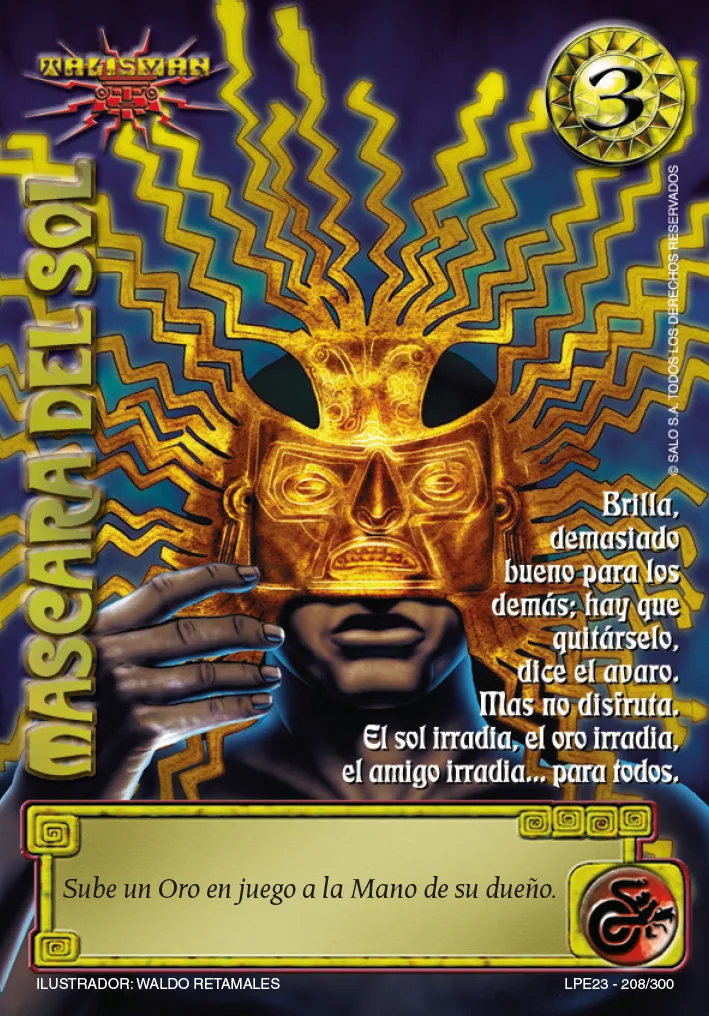 TALISMAN
3
MASCARA DEL SOL
© SALO S.A. TODOS LOS DERECHOS RESERVADOS
Brilla,
demasiado
bueno para los
demás; hay que
quitárselo,
dice el avaro.
Mas no disfruta.
El sol irradia, el oro irradia,
el amigo irradia... para todos.
Sube un Oro en juego a la Mano de su dueño.
ILUSTRADOR: WALDO RETAMALES
LPE23 - 208/300